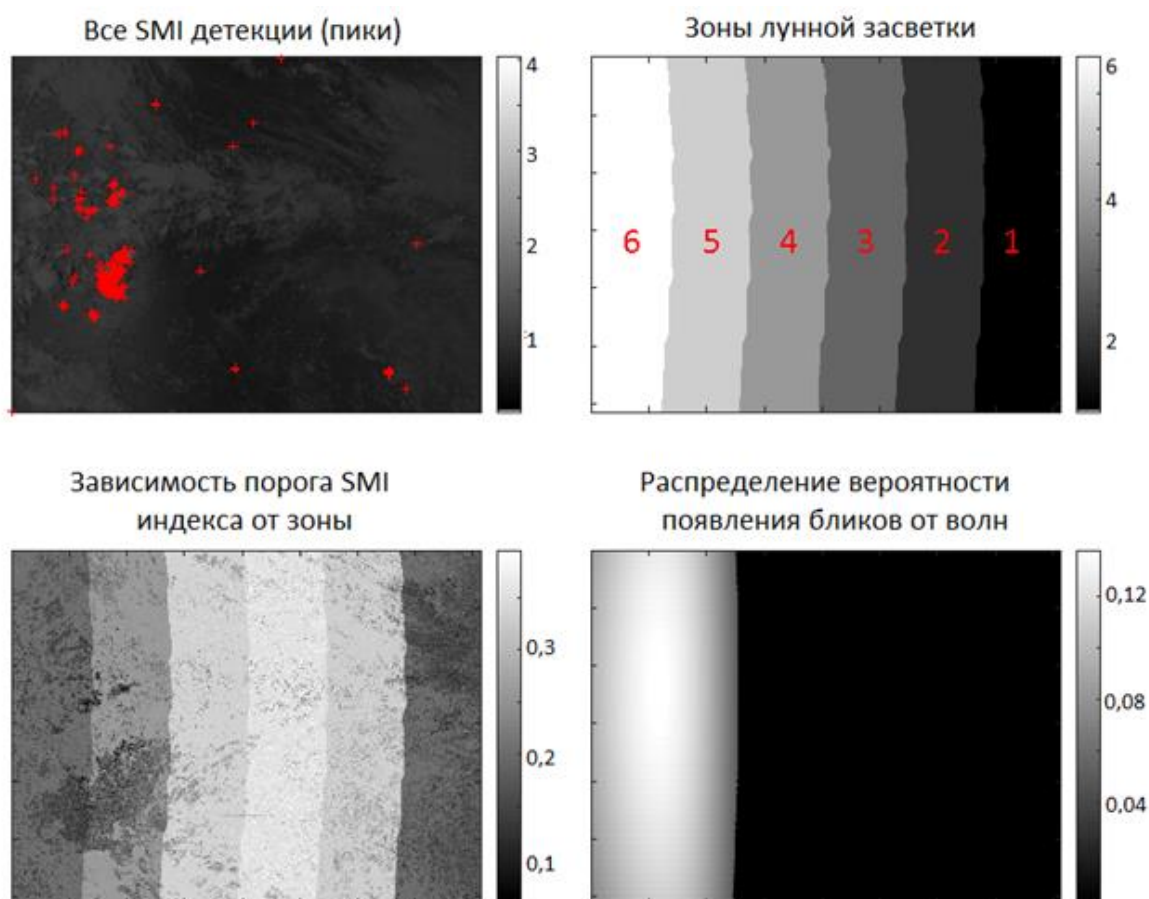 Все SMI детекции (пики)
4
3
2
1
Зоны лунной засветки
6
4
2
6 5 4 3 2 1
Зависимость порога SMI
индекса от зоны
0,3
0,2
0,1
Распределение вероятности
появления бликов от волн
0,12
0,08
0,04